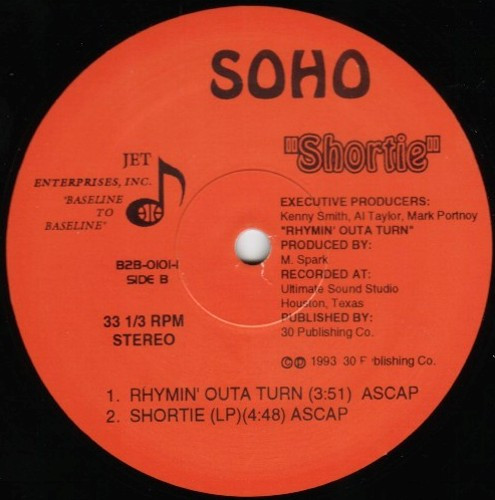 SOHO
"Shortie"
JET
ENTERPRISES, INC.
"BASELINE
TO
BASELINE"
B2B-0101-1
SIDE B
33 1/3 RPM
STEREO
EXECUTIVE PRODUCERS:
Kenny Smith, Al Taylor, Mark Portnoy
"RHYMIN' OUTA TURN"
PRODUCED BY:
M. Spark
RECORDED AT:
Ultimate Sound Studio
Houston, Texas
PUBLISHED BY:
30 Publishing Co.
©℗ 1993 30 Publishing Co.
1. RHYMIN' OUTA TURN (3:51) ASCAP
2. SHORTIE (LP)(4:48) ASCAP